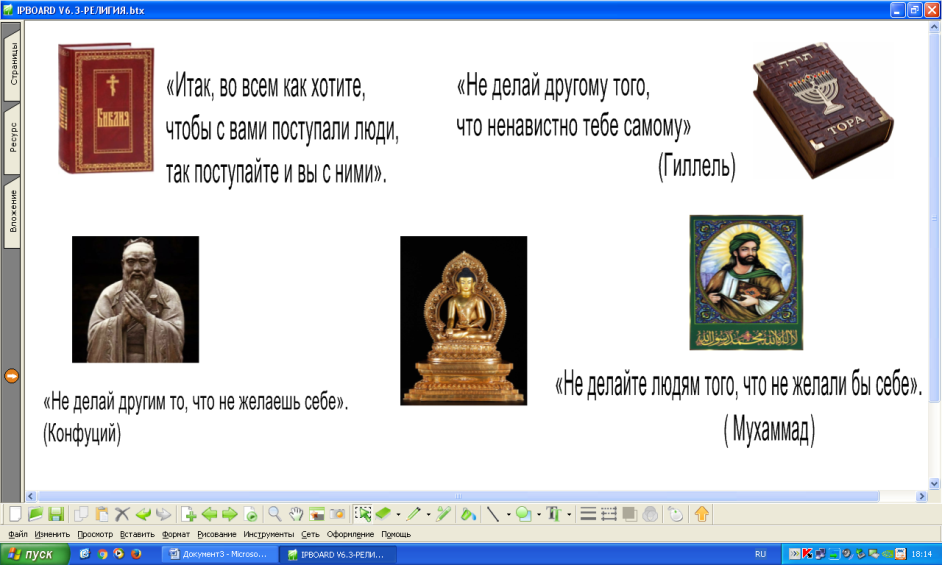 IPBOARD V6.3-РЕЛИГИЯ.btx
Страницы
Ресурс
Вложение
Библия
«Итак, во всем как хотите,
чтобы с вами поступали люди,
так поступайте и вы с ними».
«Не делай другому того,
что ненавистно тебе самому»
(Гиллель)
תורה
ТОРА
«Не делай другим то, что не желаешь себе».
(Конфуций)
«Не делайте людям того, что не желали бы себе».
( Мухаммад)
Файл Изменить Просмотр Вставить Формат Рисование Инструменты Сеть Оформление Помощь
пуск
Документ3 - Microso...
IPBOARD V6.3-РЕЛИ...
RU
18:14